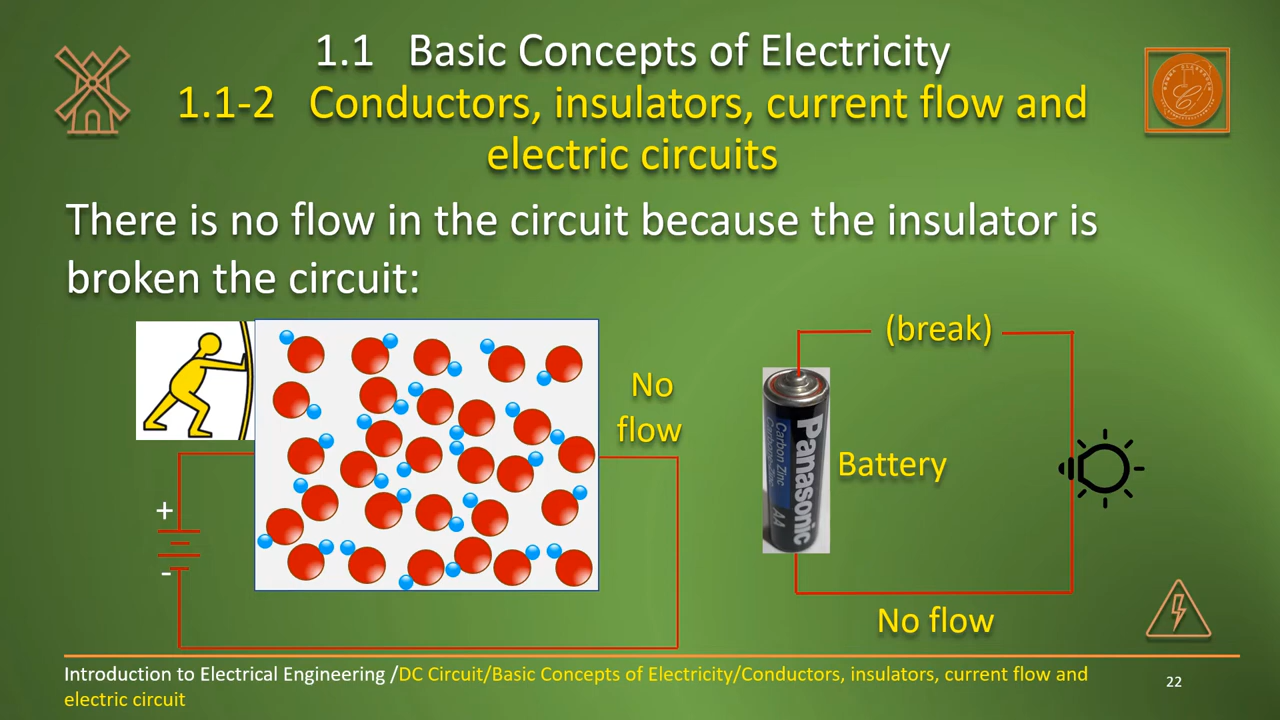 1.1 Basic Concepts of Electricity
1.1-2 Conductors, insulators, current flow and
electric circuits
There is no flow in the circuit because the insulator is
broken the circuit:
(break)
No
flow
+
-
Panasonic
Carbon Zinc
AA
Battery
No flow
Introduction to Electrical Engineering /DC Circuit/Basic Concepts of Electricity/Conductors, insulators, current flow and
electric circuit
22